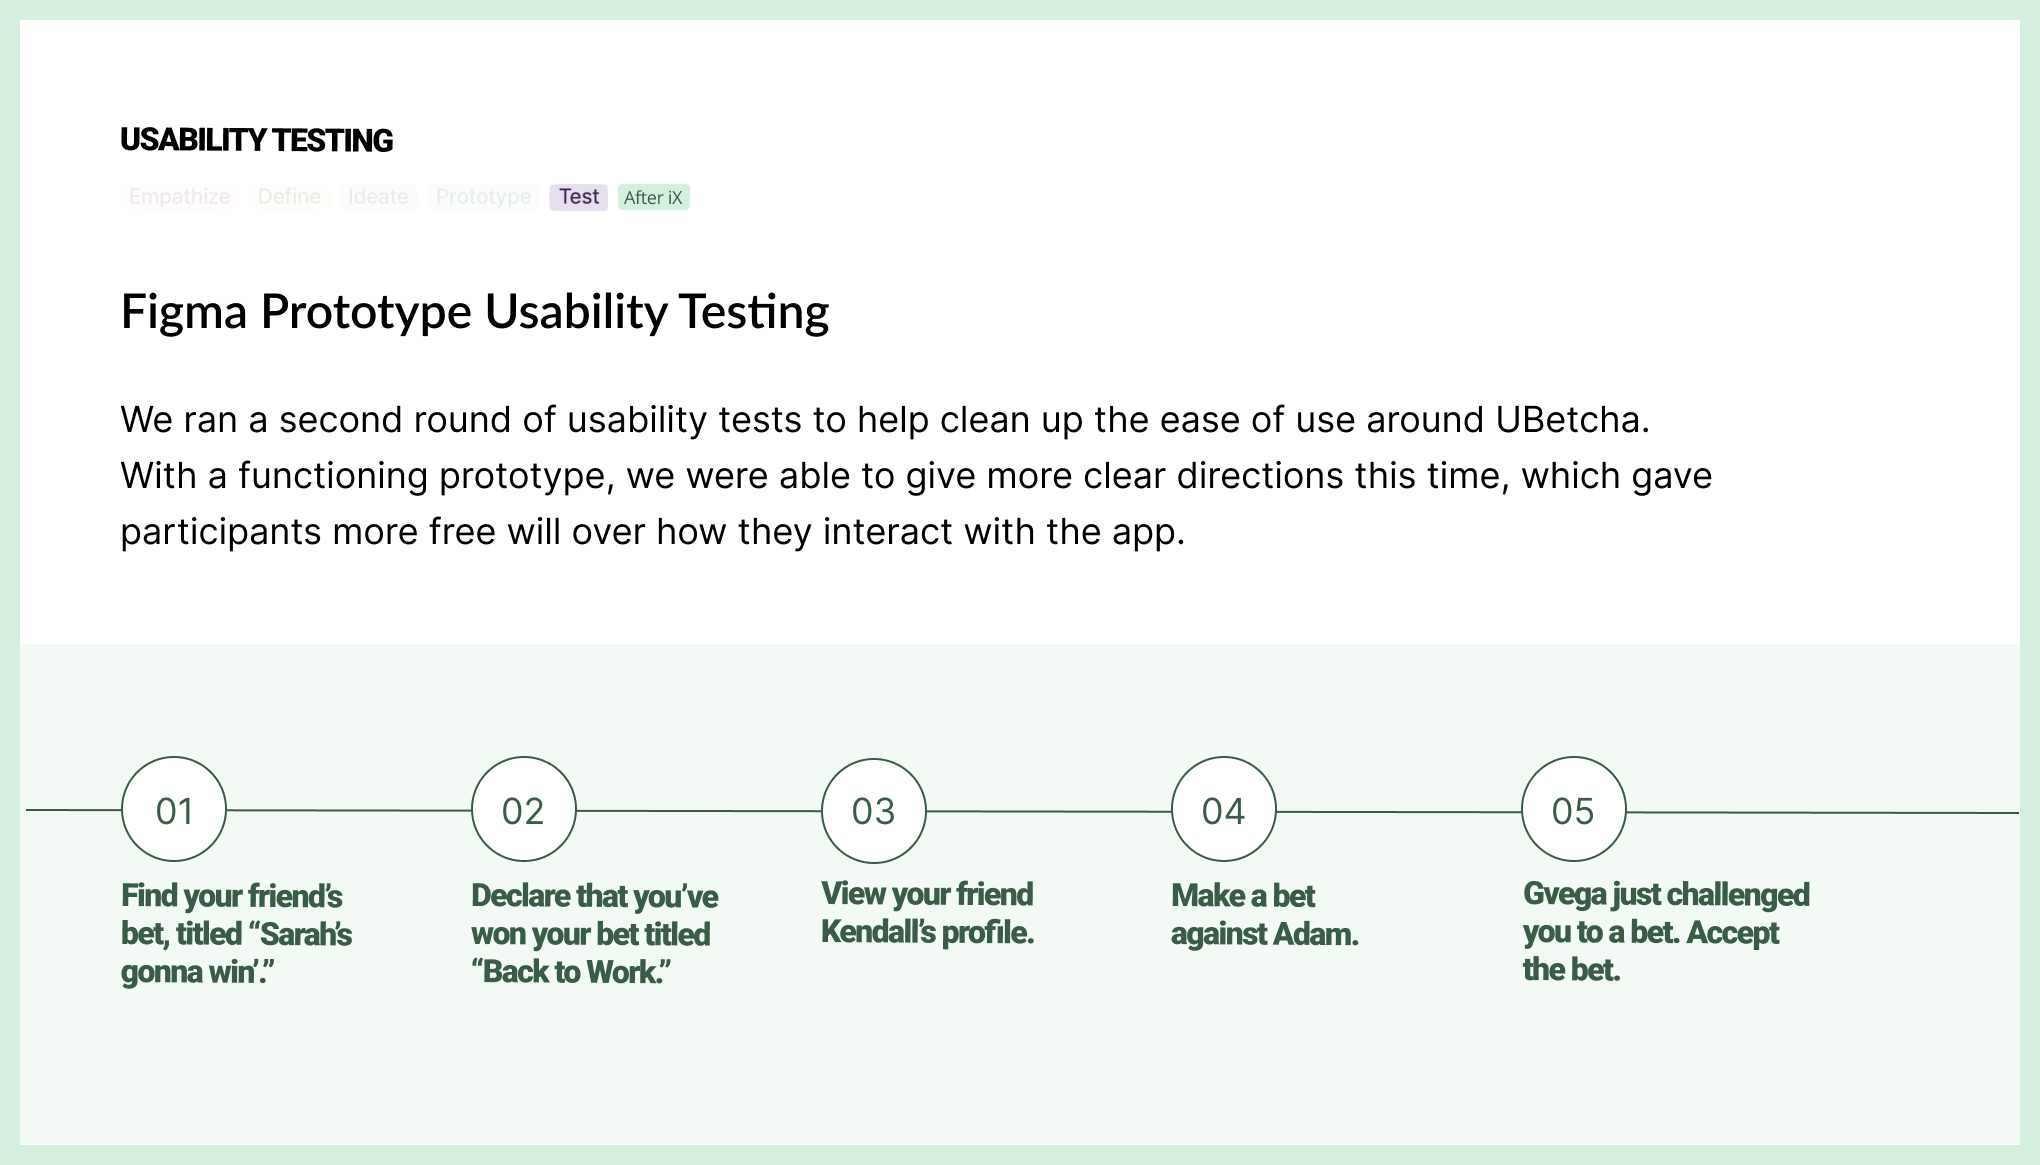 USABILITY TESTING
Empathize Define Ideate Prototype Test After iX
Figma Prototype Usability Testing
We ran a second round of usability tests to help clean up the ease of use around UBetcha.
With a functioning prototype, we were able to give more clear directions this time, which gave
participants more free will over how they interact with the app.
01
Find your friend’s
bet, titled “Sarah’s
gonna win’.”
02
Declare that you’ve
won your bet titled
“Back to Work.”
03
View your friend
Kendall’s profile.
04
Make a bet
against Adam.
05
Gvega just challenged
you to a bet. Accept
the bet.